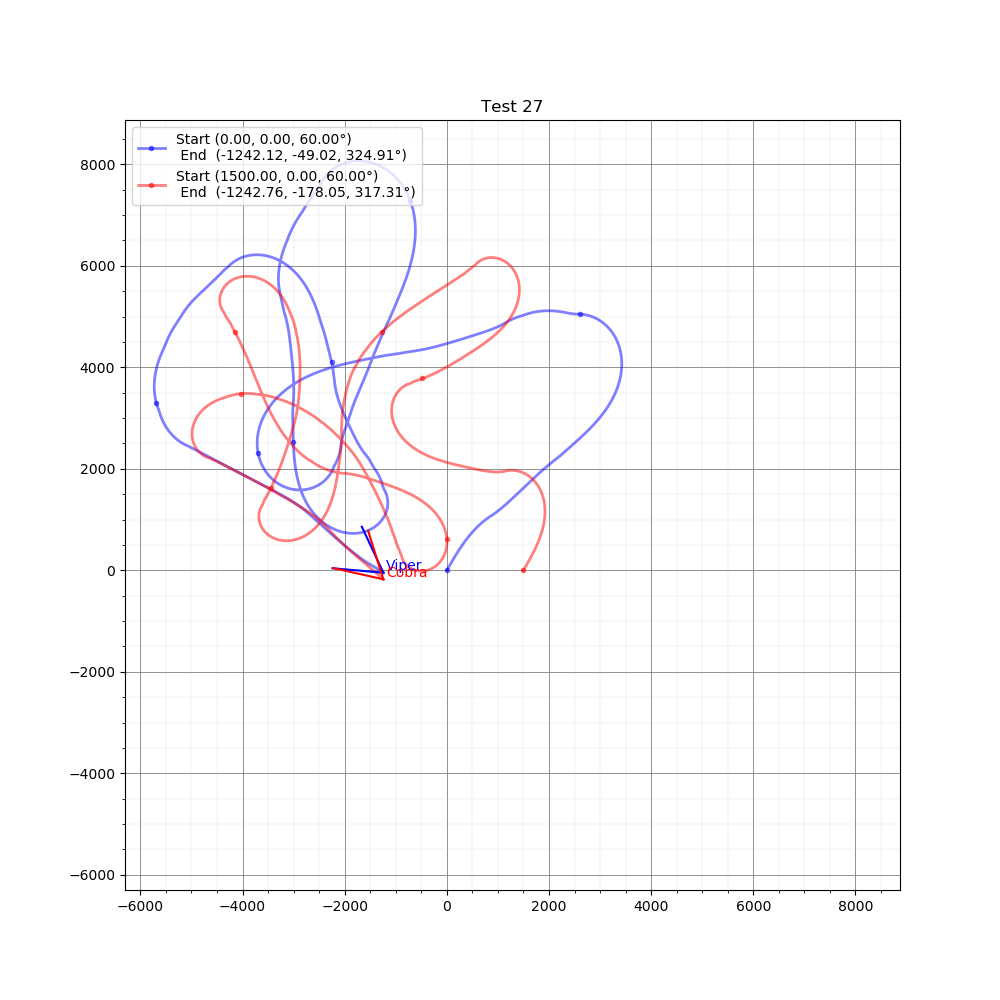 Test 27
Start (0.00, 0.00, 60.00°)
End (-1242.12, -49.02, 324.91°)
Start (1500.00, 0.00, 60.00°)
End (-1242.76, -178.05, 317.31°)
8000
6000
4000
2000
0
−2000
−4000
−6000
Viper
Cobra
−6000 −4000 −2000 0 2000 4000 6000 8000